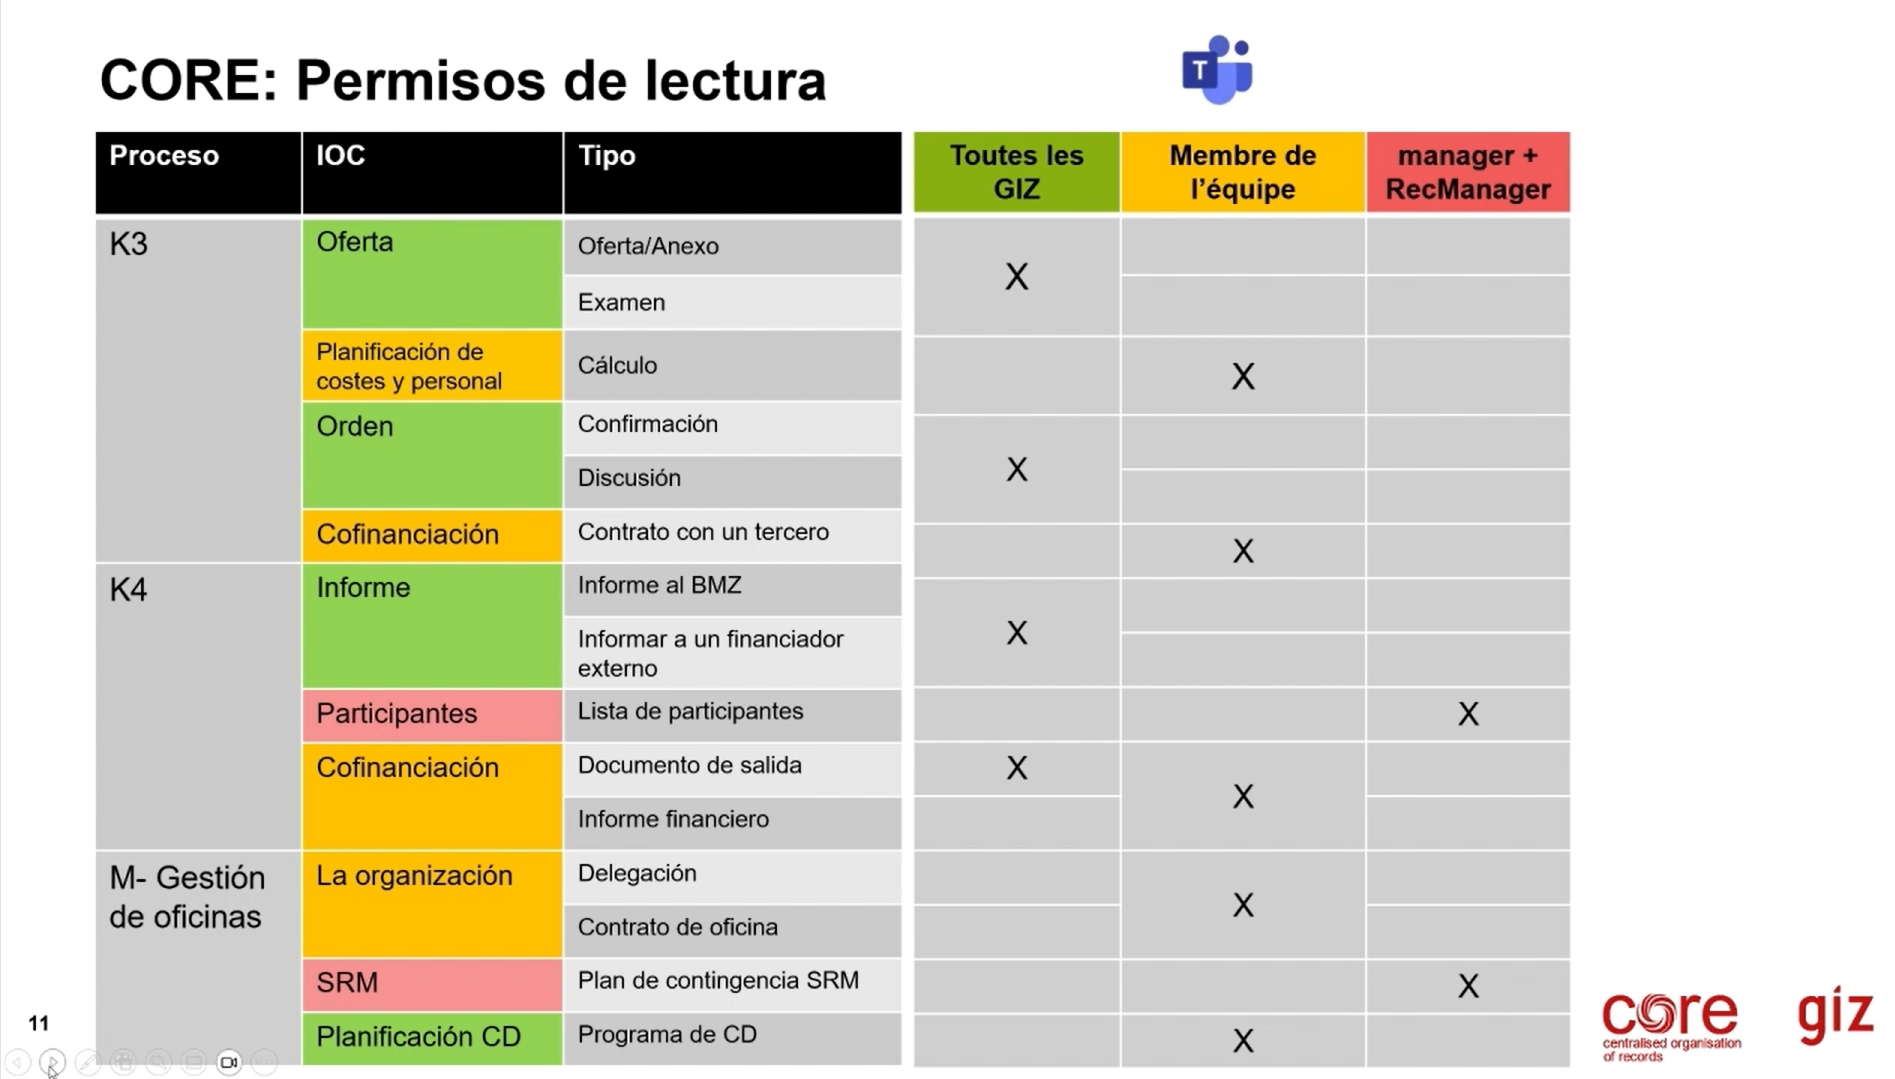 CORE: Permisos de lectura
T
Proceso
IOC
Tipo
Toutes les
GIZ
Membre de
l’équipe
manager +
RecManager
K3
Oferta
Oferta/Anexo
X
Examen
Planificación de
costes y personal
Cálculo
X
Orden
Confirmación
X
Discusión
Cofinanciación
Contrato con un tercero
X
K4
Informe
Informe al BMZ
X
Informar a un financiador
externo
Participantes
Lista de participantes
X
Cofinanciación
Documento de salida
X
X
Informe financiero
M- Gestión
de oficinas
La organización
Delegación
X
Contrato de oficina
SRM
Plan de contingencia SRM
X
Planificación CD
Programa de CD
X
11
core
centralised organisation
of records
giz